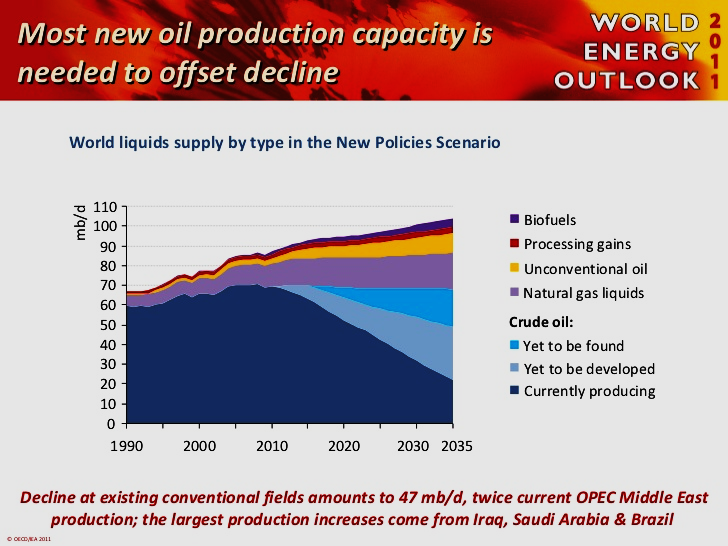 Most new oil production capacity is
needed to offset decline
WORLD
ENERGY
OUTLOOK
2011
World liquids supply by type in the New Policies Scenario
mb/d
110
100
90
80
70
60
50
40
30
20
10
0
1990 2000 2010 2020 2030 2035
Biofuels
Processing gains
Unconventional oil
Natural gas liquids
Crude oil:
Yet to be found
Yet to be developed
Currently producing
Decline at existing conventional fields amounts to 47 mb/d, twice current OPEC Middle East
production; the largest production increases come from Iraq, Saudi Arabia & Brazil
© OECD/IEA 2011